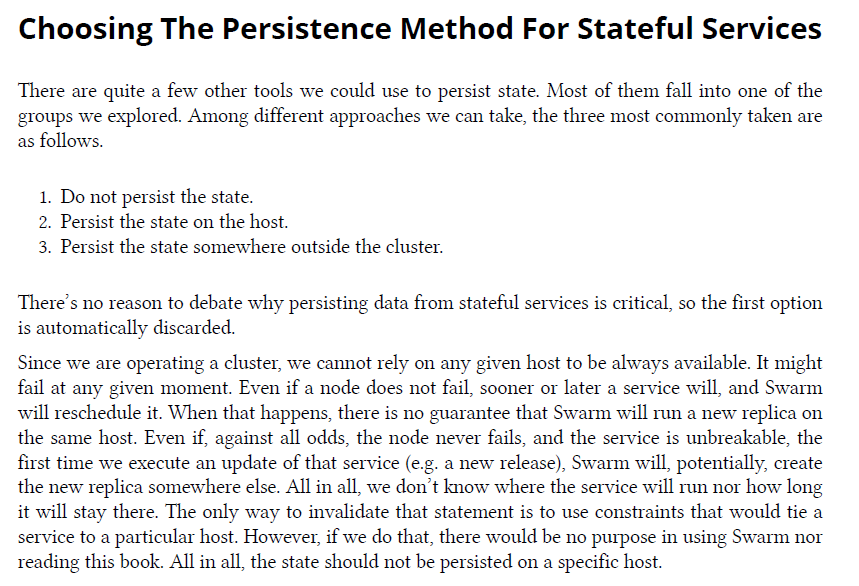 Choosing The Persistence Method For Stateful Services
There are quite a few other tools we could use to persist state. Most of them fall into one of the
groups we explored. Among different approaches we can take, the three most commonly taken are
as follows.
1. Do not persist the state.
2. Persist the state on the host.
3. Persist the state somewhere outside the cluster.
There's no reason to debate why persisting data from stateful services is critical, so the first option
is automatically discarded.
Since we are operating a cluster, we cannot rely on any given host to be always available. It might
fail at any given moment. Even if a node does not fail, sooner or later a service will, and Swarm
will reschedule it. When that happens, there is no guarantee that Swarm will run a new replica on
the same host. Even if, against all odds, the node never fails, and the service is unbreakable, the
first time we execute an update of that service (e.g. a new release), Swarm will, potentially, create
the new replica somewhere else. All in all, we don't know where the service will run nor how long
it will stay there. The only way to invalidate that statement is to use constraints that would tie a
service to a particular host. However, if we do that, there would be no purpose in using Swarm nor
reading this book. All in all, the state should not be persisted on a specific host.